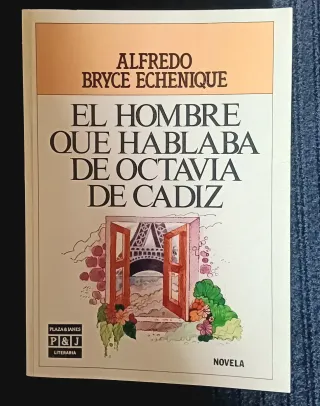 ALFREDO
BRYCE ECHENIQUE
EL HOMBRE
QUE HABLABA
DE OCTAVIA
DE CADIZ
PLAZA & JANES
P & J
LITERARIA
NOVELA